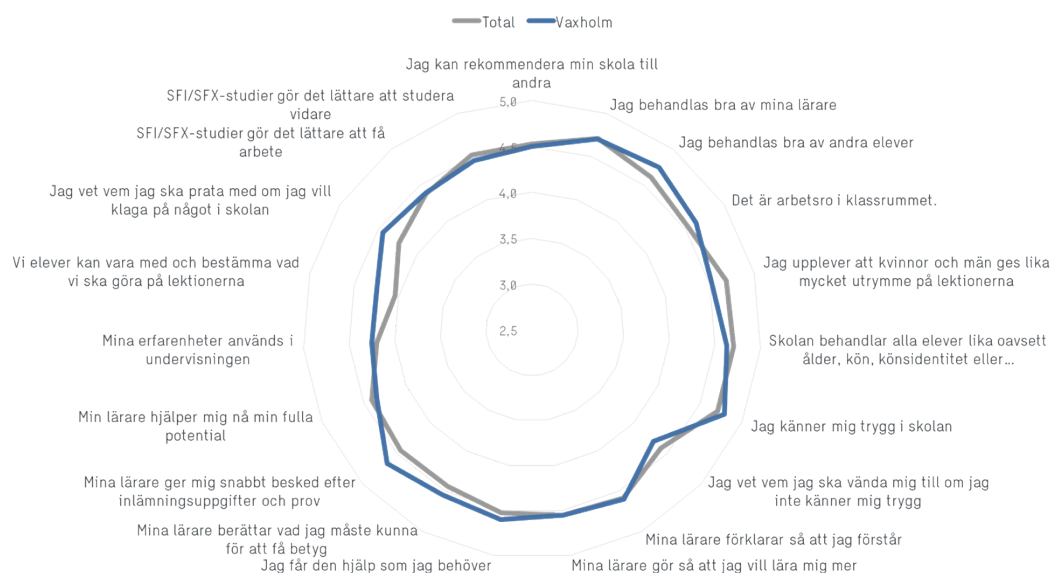 Total Vaxholm
Jag kan rekommendera min skola till
andra
Jag behandlas bra av mina lärare
Jag behandlas bra av andra elever
Det är arbetsro i klassrummet.
Jag upplever att kvinnor och män ges lika
mycket utrymme på lektionerna
Skolan behandlar alla elever lika oavsett
ålder, kön, könsidentitet eller...
Jag känner mig trygg i skolan
Jag vet vem jag ska vända mig till om jag
inte känner mig trygg
Mina lärare förklarar så att jag förstår
Mina lärare gör så att jag vill lära mig mer
Jag får den hjälp som jag behöver
Mina lärare berättar vad jag måste kunna
för att få betyg
Mina lärare ger mig snabbt besked efter
inlämningsuppgifter och prov
Min lärare hjälper mig nå min fulla
potential
Mina erfarenheter används i
undervisningen
Vi elever kan vara med och bestämma vad
vi ska göra på lektionerna
Jag vet vem jag ska prata med om jag vill
klaga på något i skolan
SFI/SFX-studier gör det lättare att få
arbete
SFI/SFX-studier gör det lättare att studera
vidare
5,0
4,5
4,0
3,5
3,0
2,5